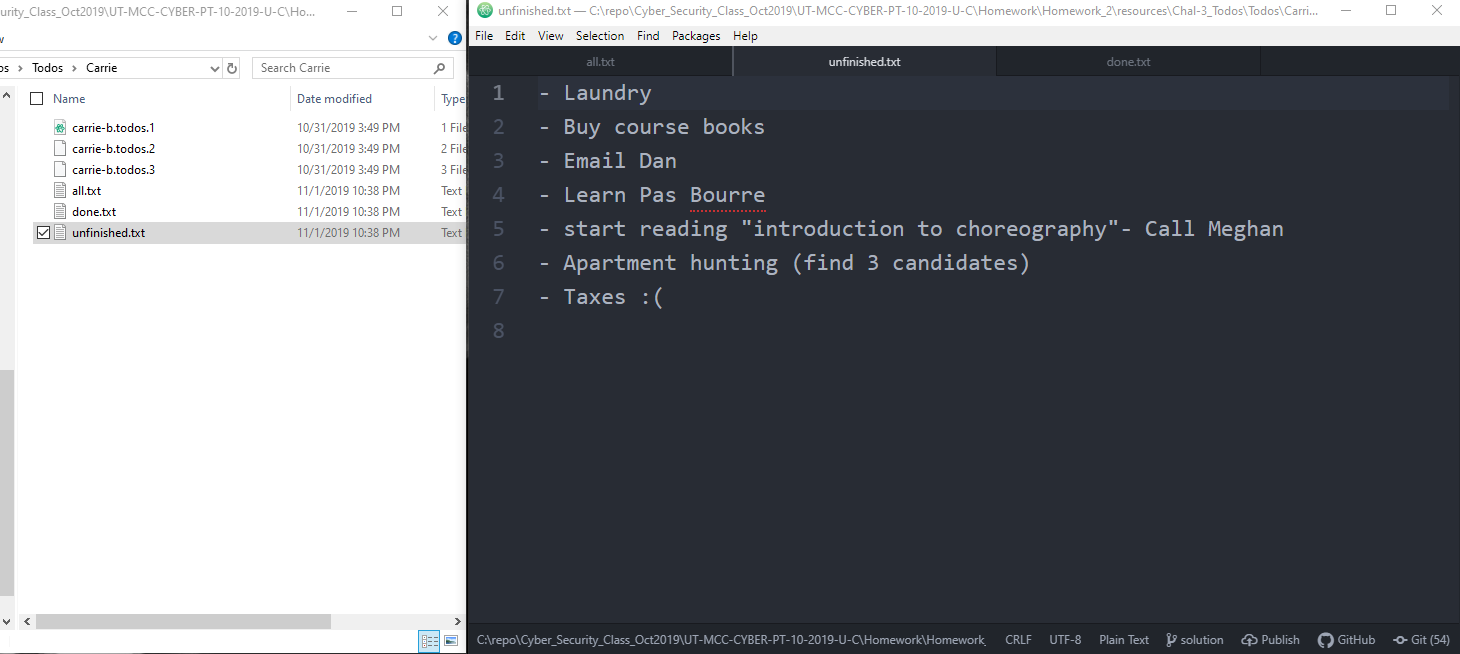 urity_Class_Oct2019\UT-MCC-CYBER-PT-10-2019-U-C\Ho...
w
os › Todos › Carrie
Search Carrie
Name Date modified Type
carrie-b.todos.1 10/31/2019 3:49 PM 1 File
carrie-b.todos.2 10/31/2019 3:49 PM 2 File
carrie-b.todos.3 10/31/2019 3:49 PM 3 File
all.txt 11/1/2019 10:38 PM Text
done.txt 11/1/2019 10:38 PM Text
unfinished.txt 11/1/2019 10:38 PM Text
unfinished.txt — C:\repo\Cyber_Security_Class_Oct2019\UT-MCC-CYBER-PT-10-2019-U-C\Homework\Homework_2\resources\Chal-3_Todos\Todos\Carri...
File Edit View Selection Find Packages Help
all.txt unfinished.txt done.txt
1 - Laundry
2 - Buy course books
3 - Email Dan
4 - Learn Pas Bourre
5 - start reading "introduction to choreography"- Call Meghan
6 - Apartment hunting (find 3 candidates)
7 - Taxes :(
8
C:\repo\Cyber_Security_Class_Oct2019\UT-MCC-CYBER-PT-10-2019-U-C\Homework\Homework_ CRLF UTF-8 Plain Text solution Publish GitHub Git (54)